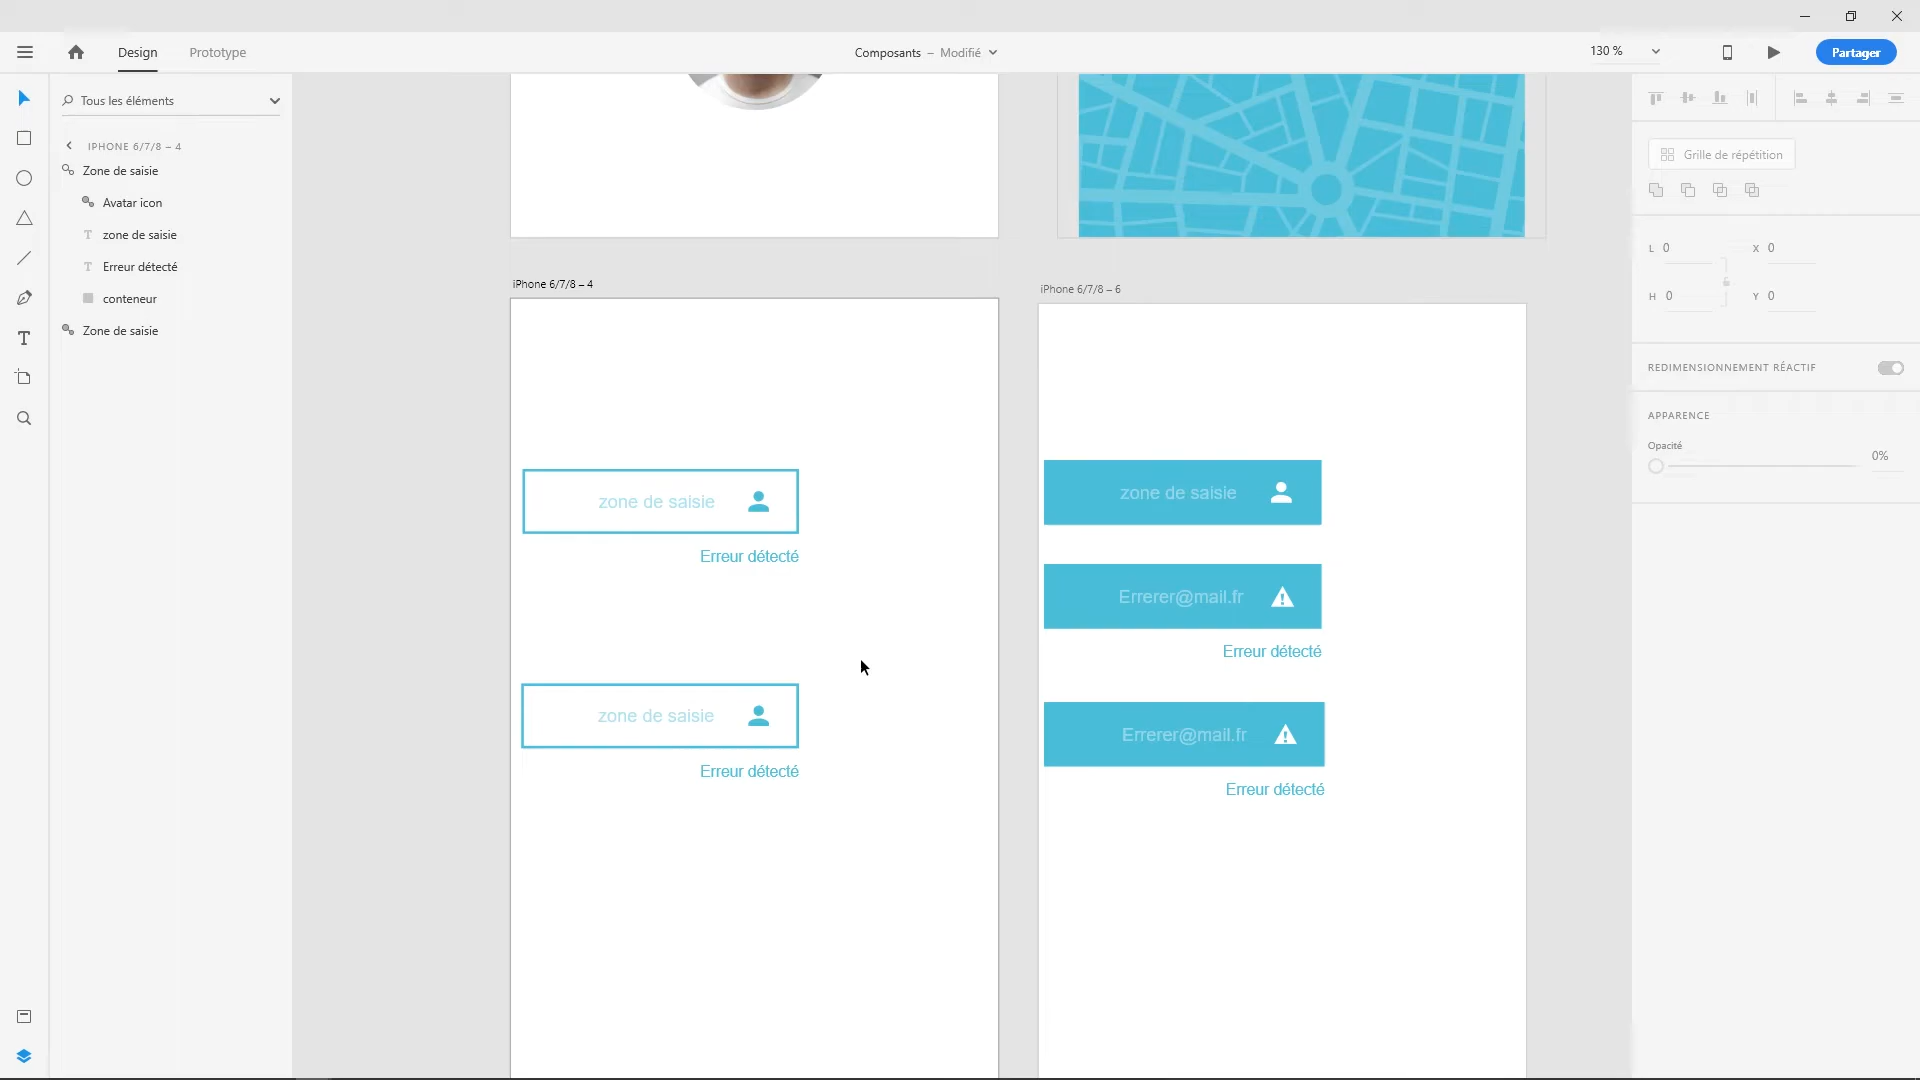 Design
Prototype
Composants – Modifié
130 %
Partager
Tous les éléments
IPHONE 6/7/8 – 4
Zone de saisie
Avatar icon
zone de saisie
Erreur détecté
conteneur
Zone de saisie
iPhone 6/7/8 – 4
zone de saisie
Erreur détecté
zone de saisie
Erreur détecté
iPhone 6/7/8 – 6
zone de saisie
Errerer@mail.fr
Erreur détecté
Errerer@mail.fr
Erreur détecté
Grille de répétition
L 0
X 0
H 0
Y 0
REDIMENSIONNEMENT RÉACTIF
APPARENCE
Opacité
0%